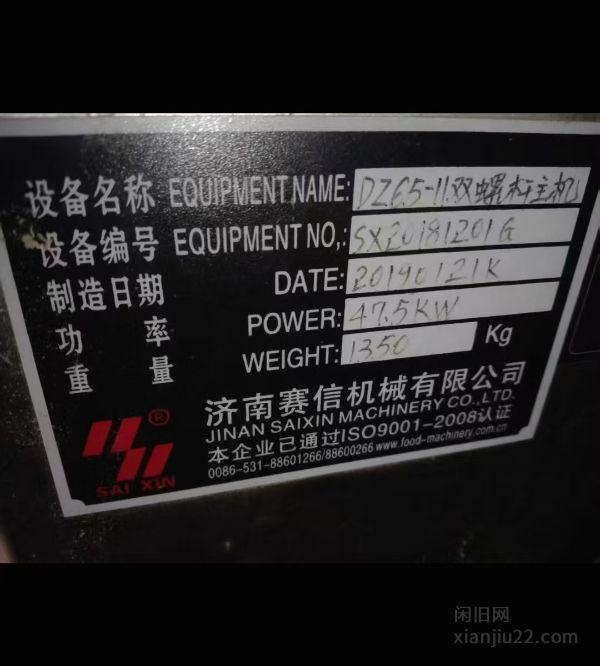 设备名称 EQUIPMENT NAME: DZ65-II双螺杆主机
设备编号 EQUIPMENT NO,: SX20181201G
制造日期 DATE: 20190121K
功 率 POWER: 47.5KW
重 量 WEIGHT: 1350 Kg
济南赛信机械有限公司
JINAN SAIXIN MACHINERY CO.,LTD
本企业已通过ISO9001-2008认证
0086-531-88601266/88600266 www.food-machinery.com.cn
®
SAI XIN
闲旧网
xianjiu22.com